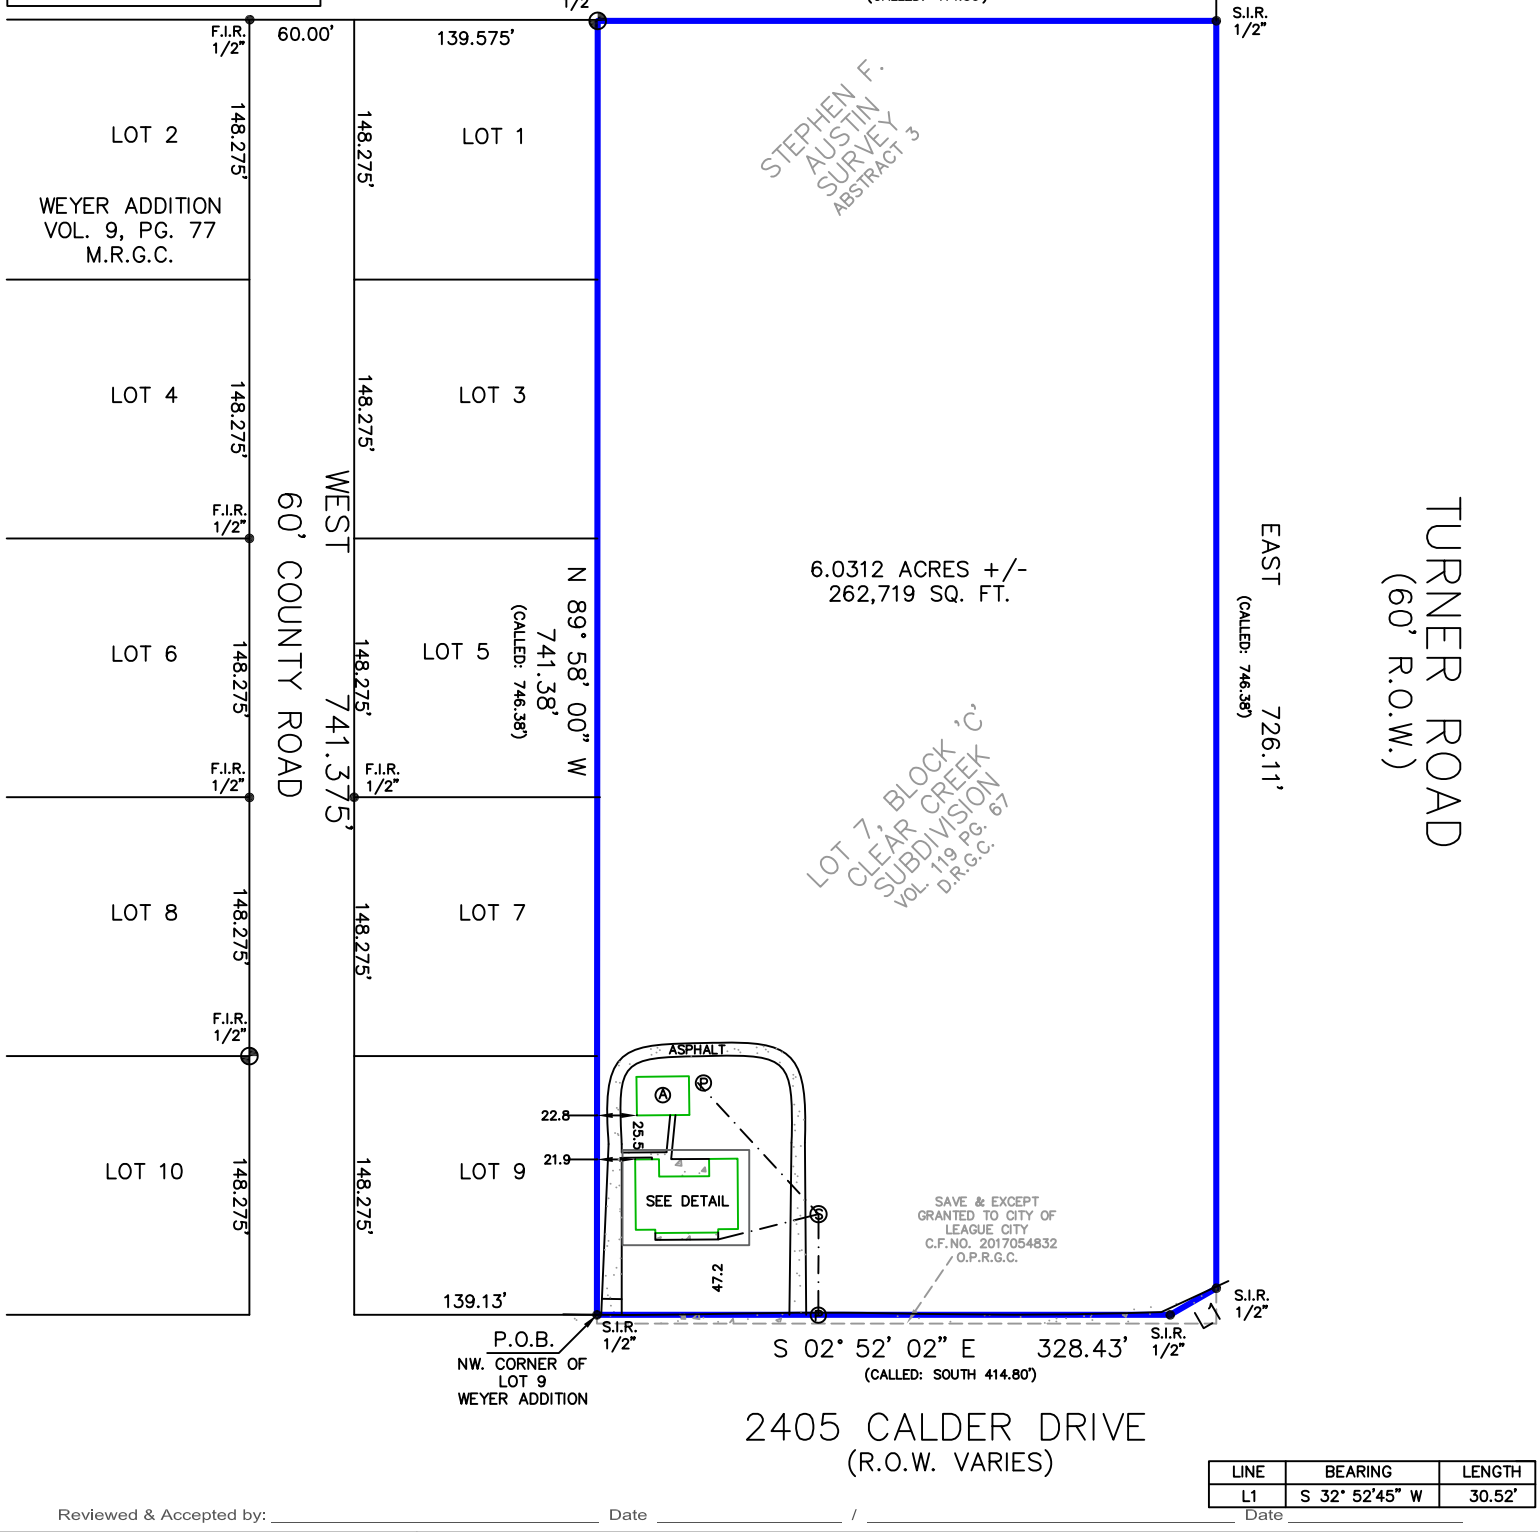 1/2
S.I.R.
1/2"
F.I.R.
1/2"
60.00'
139.575'
LOT 2
148.275'
148.275'
LOT 1
STEPHEN F.
AUSTIN
SURVEY
ABSTRACT 3
WEYER ADDITION
VOL. 9, PG. 77
M.R.G.C.
LOT 4
148.275'
148.275'
LOT 3
F.I.R.
1/2"
WEST 741.375'
60' COUNTY ROAD
LOT 6
148.275'
148.275'
LOT 5
N 89° 58' 00" W
741.38'
(CALLED: 746.38')
6.0312 ACRES +/-
262,719 SQ. FT.
EAST 726.11'
(CALLED: 746.38')
TURNER ROAD
(60' R.O.W.)
F.I.R.
1/2"
F.I.R.
1/2"
LOT 7, BLOCK 'C'
CLEAR CREEK
SUBDIVISION
VOL. 119 PG. 67
D.R.G.C.
LOT 8
148.275'
148.275'
LOT 7
F.I.R.
1/2"
ASPHALT
A
P
22.8
25.5
21.9
LOT 10
148.275'
148.275'
LOT 9
SEE DETAIL
S
47.2
SAVE & EXCEPT
GRANTED TO CITY OF
LEAGUE CITY
C.F.NO. 2017054832
O.P.R.G.C.
139.13'
P
S.I.R.
1/2"
L1
P.O.B.
NW. CORNER OF
LOT 9
WEYER ADDITION
S.I.R.
1/2"
S 02° 52' 02" E 328.43'
(CALLED: SOUTH 414.80')
S.I.R.
1/2"
2405 CALDER DRIVE
(R.O.W. VARIES)
LINE BEARING LENGTH
L1 S 32° 52'45" W 30.52'
Reviewed & Accepted by: Date / Date